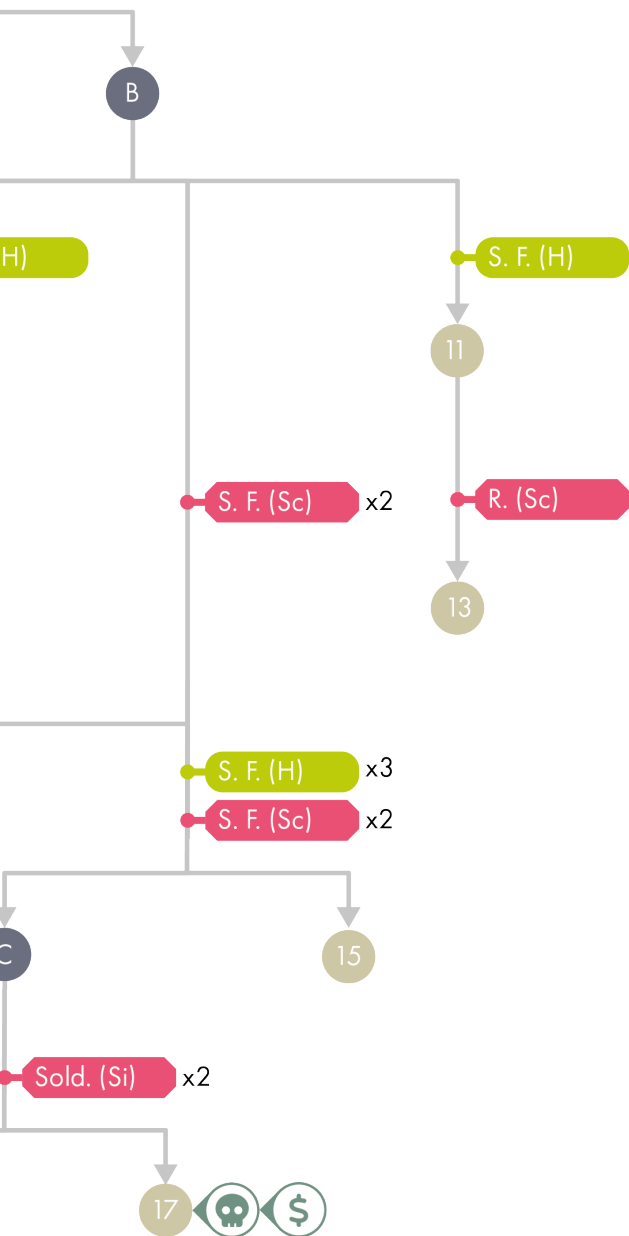 B
H)
S. F. (H)
11
S. F. (Sc) x2
R. (Sc)
13
S. F. (H) x3
S. F. (Sc) x2
C
15
Sold. (Si) x2
17 $